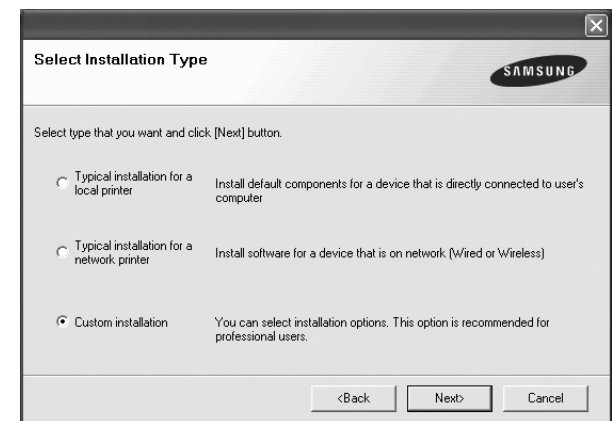 Select Installation Type
SAMSUNG
Select type that you want and click [Next] button.
Typical installation for a
local printer
Install default components for a device that is directly connected to user's
computer
Typical installation for a
network printer
Install software for a device that is on network (Wired or Wireless)
Custom installation
You can select installation options. This option is recommended for
professional users.
<Back
Next>
Cancel